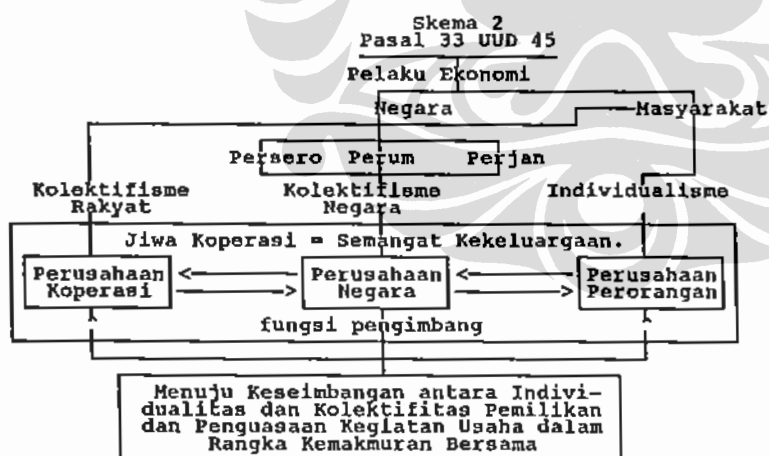 Skema 2
Pasal 33 UUD 45
Pelaku Ekonomi
Negara Masyarakat
Persero Perum Perjan
Kolektifisme Rakyat
Kolektifisme Negara
Individualisme
Jiwa Koperasi = Semangat Kekeluargaan.
Perusahaan Koperasi
Perusahaan Negara
Perusahaan Perorangan
fungsi pengimbang
Menuju Keseimbangan antara Indivi-
dualitas dan Kolektifitas Pemilikan
dan Penguasaan Kegiatan Usaha dalam
Rangka Kemakmuran Bersama